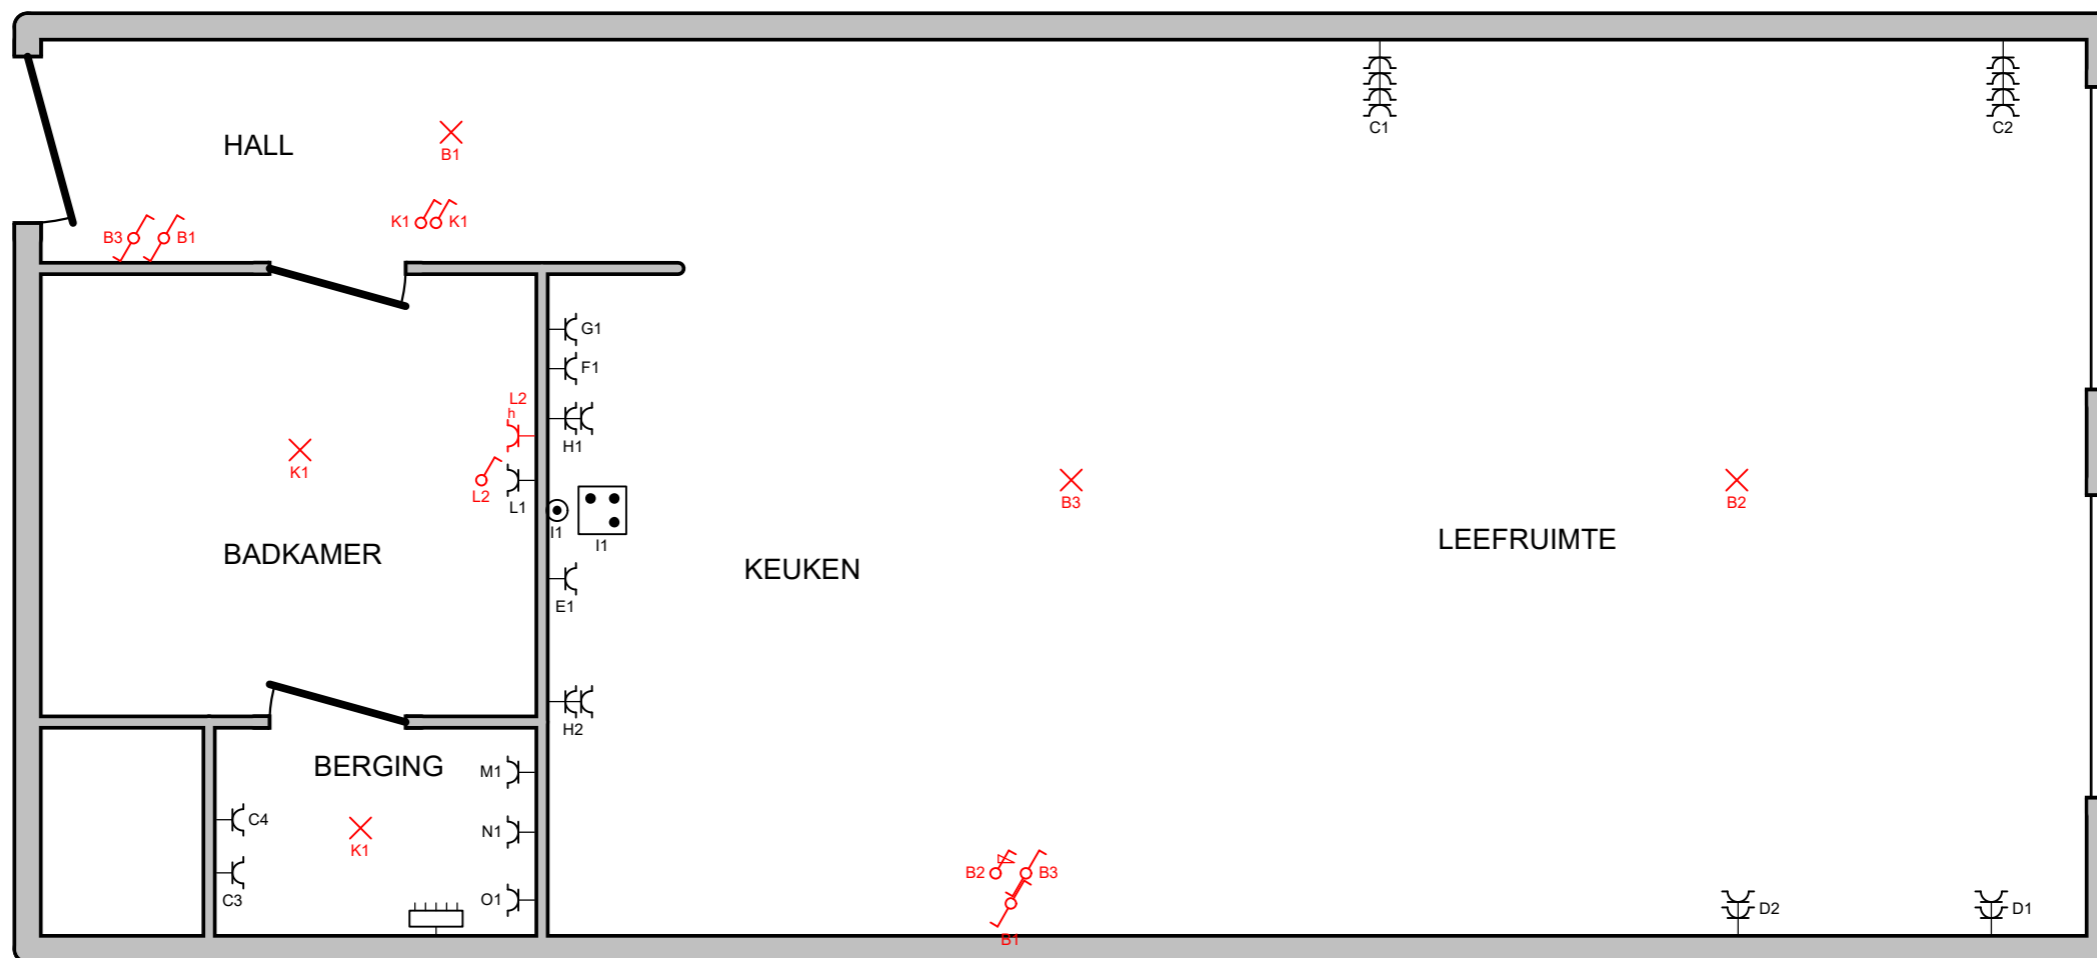 C1
C2
HALL
B1
B3
B1
K1
K1
G1
F1
L2
h
H1
K1
L2
L1
I1
I1
B3
B2
LEEFRUIMTE
BADKAMER
KEUKEN
E1
H2
BERGING
M1
C4
N1
K1
C3
O1
B2
B3
B1
D2
D1